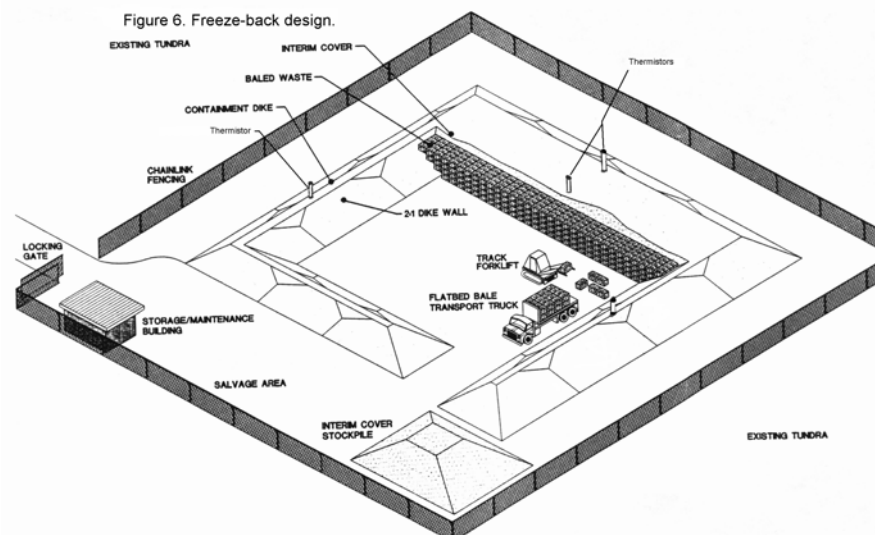 Figure 6. Freeze-back design.
EXISTING TUNDRA
INTERIM COVER
BALED WASTE
Thermistors
CONTAINMENT DIKE
Thermistor
CHAINLINK
FENCING
2-1 DIKE WALL
LOCKING
GATE
TRACK
FORKLIFT
FLATBED BALE
TRANSPORT TRUCK
STORAGE/MAINTENANCE
BUILDING
SALVAGE AREA
INTERIM COVER
STOCKPILE
EXISTING TUNDRA